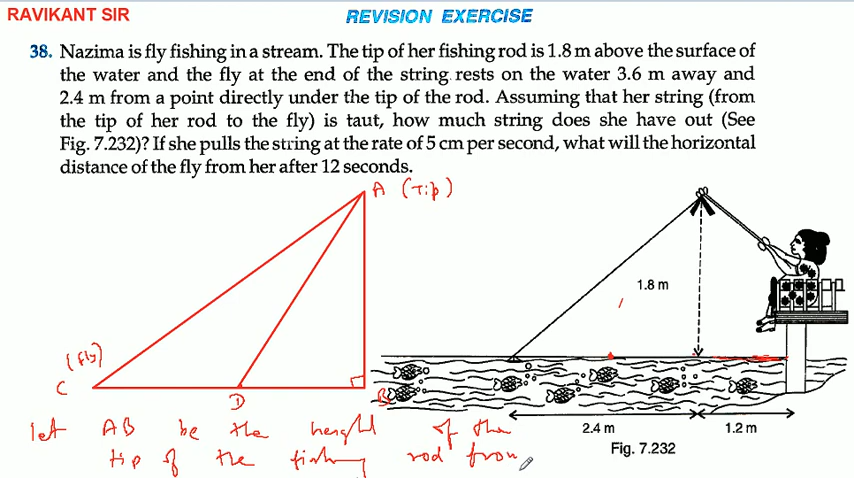 RAVIKANT SIR
REVISION EXERCISE
38. Nazima is fly fishing in a stream. The tip of her fishing rod is 1.8 m above the surface of
the water and the fly at the end of the string rests on the water 3.6 m away and
2.4 m from a point directly under the tip of the rod. Assuming that her string (from
the tip of her rod to the fly) is taut, how much string does she have out (See
Fig. 7.232)? If she pulls the string at the rate of 5 cm per second, what will the horizontal
distance of the fly from her after 12 seconds.
A (Tip)
1.8 m
(fly)
C
D
B
2.4 m
1.2 m
Fig. 7.232
let AB be the height of the
tip of the fishing rod from